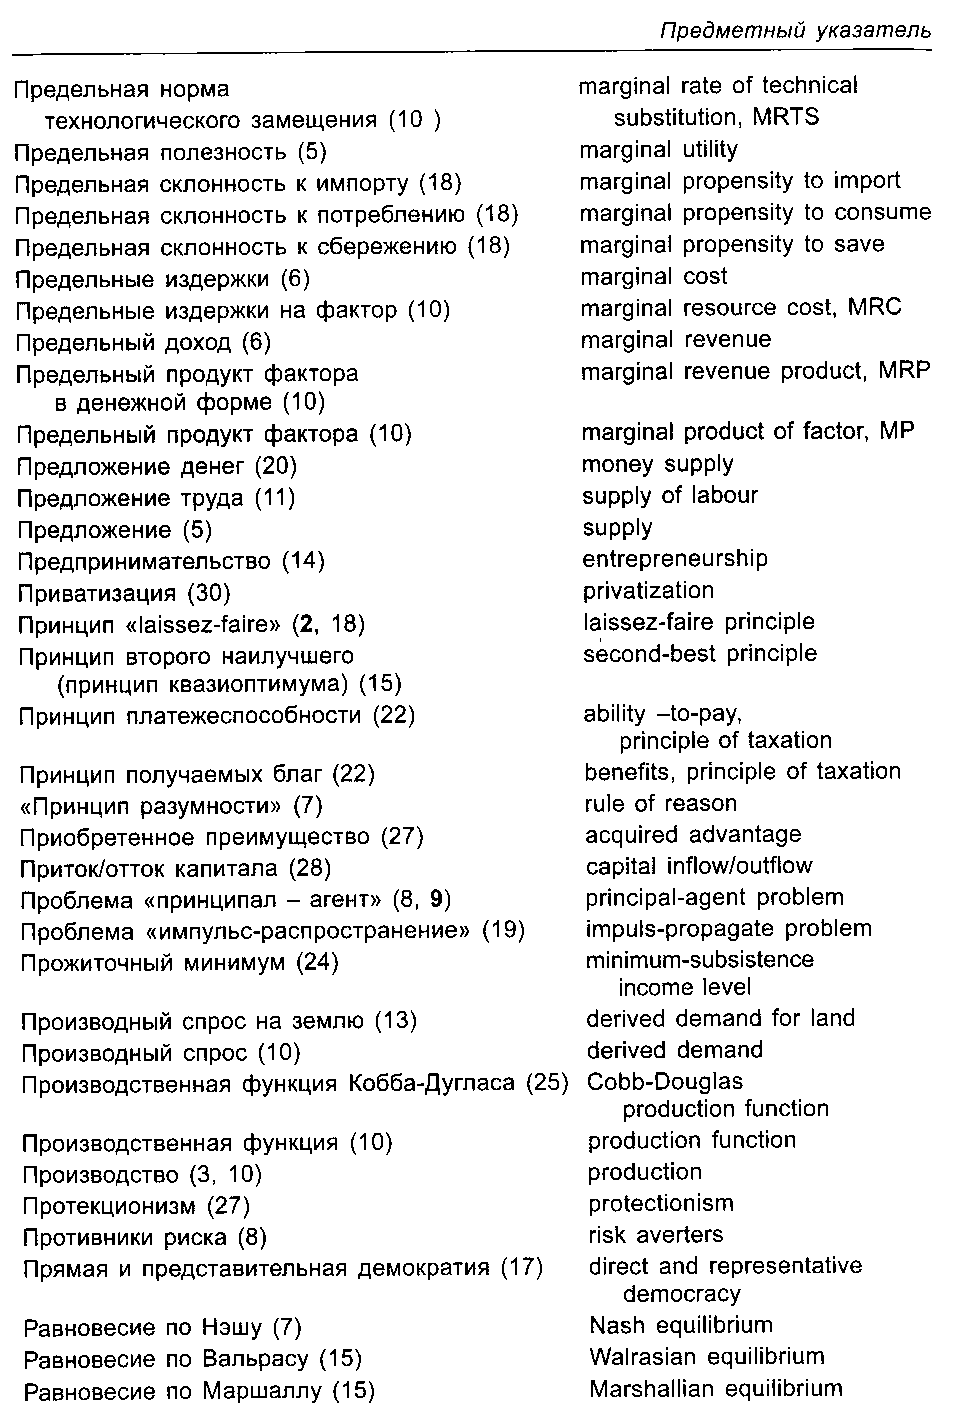 Предметный указатель
Предельная норма marginal rate of technical
технологического замещения (10 ) substitution, MRTS
Предельная полезность (5) marginal utility
Предельная склонность к импорту (18) marginal propensity to import
Предельная склонность к потреблению (18) marginal propensity to consume
Предельная склонность к сбережению (18) marginal propensity to save
Предельные издержки (6) marginal cost
Предельные издержки на фактор (10) marginal resource cost, MRC
Предельный доход (6) marginal revenue
Предельный продукт фактора marginal revenue product, MRP
в денежной форме (10)
Предельный продукт фактора (10) marginal product of factor, MP
Предложение денег (20) money supply
Предложение труда (11) supply of labour
Предложение (5) supply
Предпринимательство (14) entrepreneurship
Приватизация (30) privatization
Принцип «laissez-faire» (2, 18) laissez-faire principle
Принцип второго наилучшего second-best principle
(принцип квазиоптимума) (15)
Принцип платежеспособности (22) ability –to-pay,
principle of taxation
Принцип получаемых благ (22) benefits, principle of taxation
«Принцип разумности» (7) rule of reason
Приобретенное преимущество (27) acquired advantage
Приток/отток капитала (28) capital inflow/outflow
Проблема «принципал – агент» (8, 9) principal-agent problem
Проблема «импульс-распространение» (19) impuls-propagate problem
Прожиточный минимум (24) minimum-subsistence
income level
Производный спрос на землю (13) derived demand for land
Производный спрос (10) derived demand
Производственная функция Кобба-Дугласа (25) Cobb-Douglas
production function
Производственная функция (10) production function
Производство (3, 10) production
Протекционизм (27) protectionism
Противники риска (8) risk averters
Прямая и представительная демократия (17) direct and representative
democracy
Равновесие по Нэшу (7) Nash equilibrium
Равновесие по Вальрасу (15) Walrasian equilibrium
Равновесие по Маршаллу (15) Marshallian equilibrium